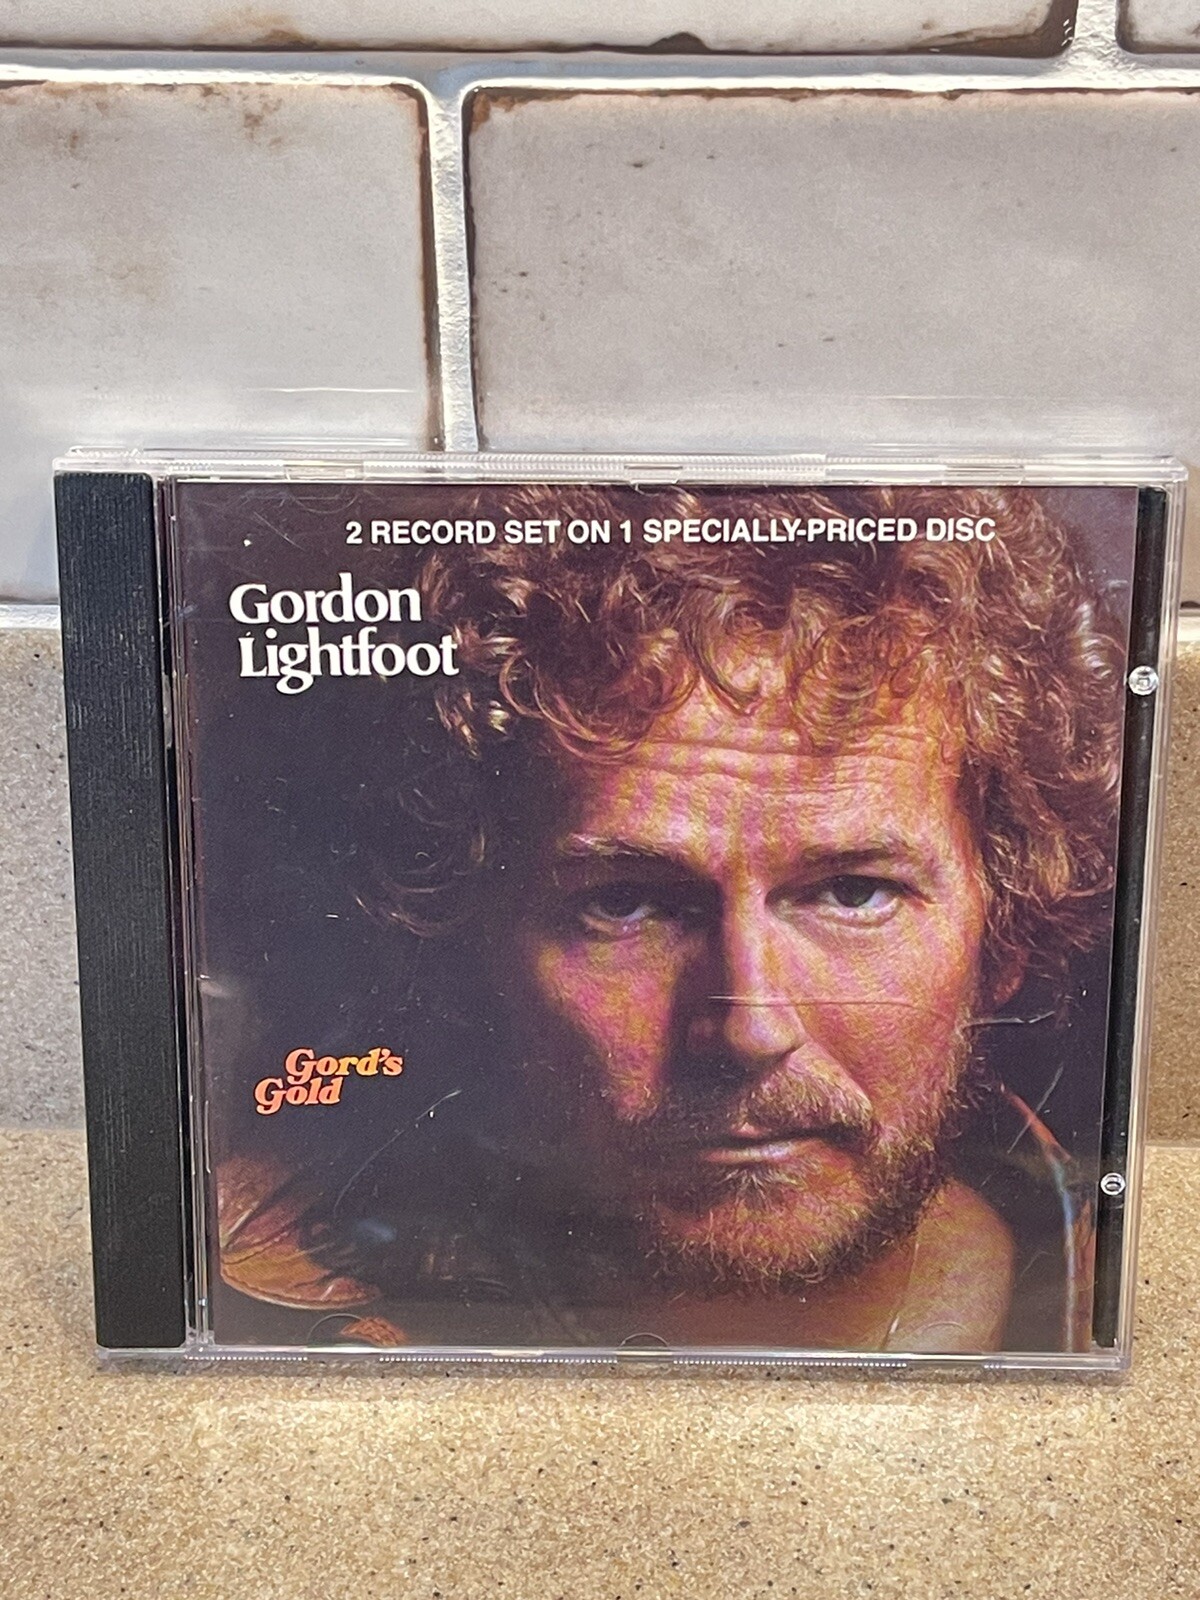 2 RECORD SET ON 1 SPECIALLY-PRICED DISC
Gordon
Lightfoot
Gord's
Gold